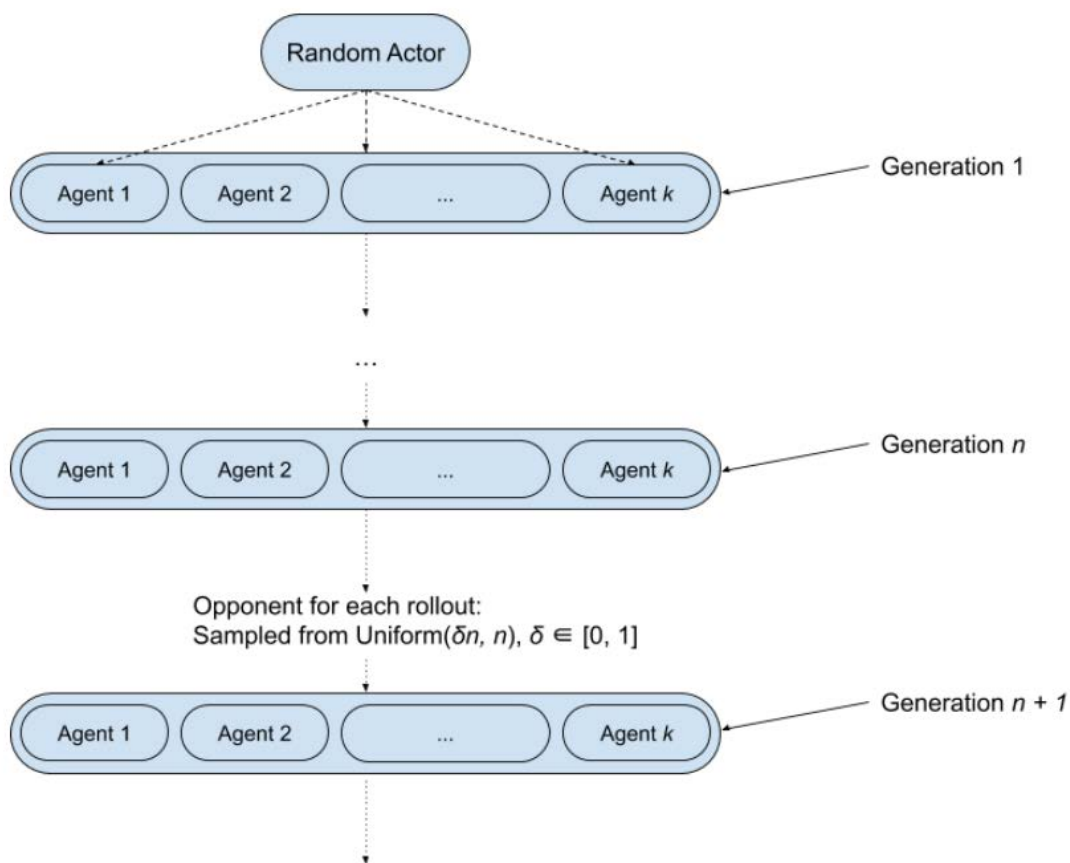 Random Actor
Agent 1
Agent 2
...
Agent k
Generation 1
...
Agent 1
Agent 2
...
Agent k
Generation n
Opponent for each rollout:
Sampled from Uniform(δn, n), δ ∈ [0, 1]
Agent 1
Agent 2
...
Agent k
Generation n + 1